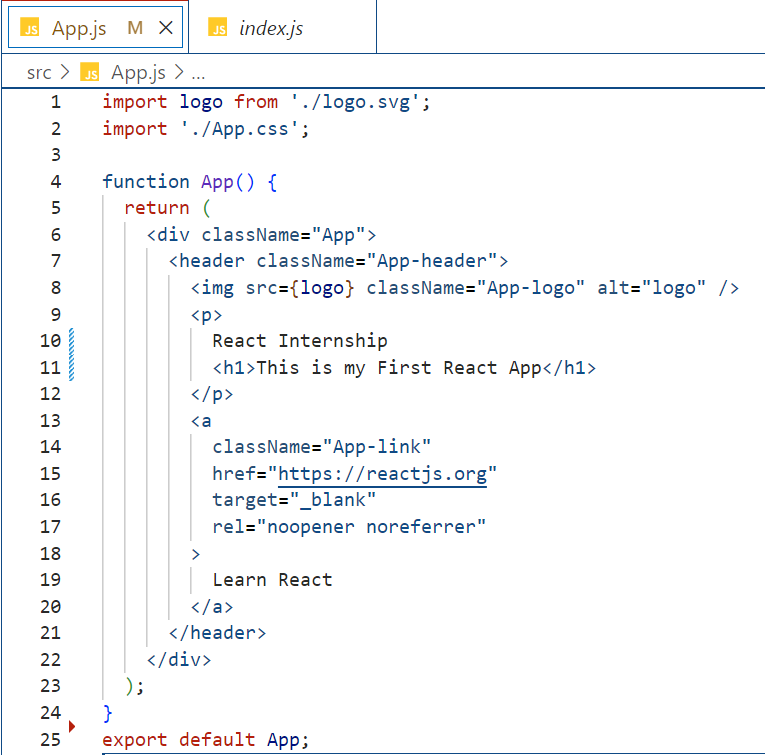 JS App.js M ✕ JS index.js
src > JS App.js > ...
1 import logo from './logo.svg';
2 import './App.css';
3
4 function App() {
5   return (
6     <div className="App">
7       <header className="App-header">
8         <img src={logo} className="App-logo" alt="logo" />
9         <p>
10           React Internship
11           <h1>This is my First React App</h1>
12         </p>
13         <a
14           className="App-link"
15           href="https://reactjs.org"
16           target="_blank"
17           rel="noopener noreferrer"
18         >
19           Learn React
20         </a>
21       </header>
22     </div>
23   );
24 }
25 export default App;